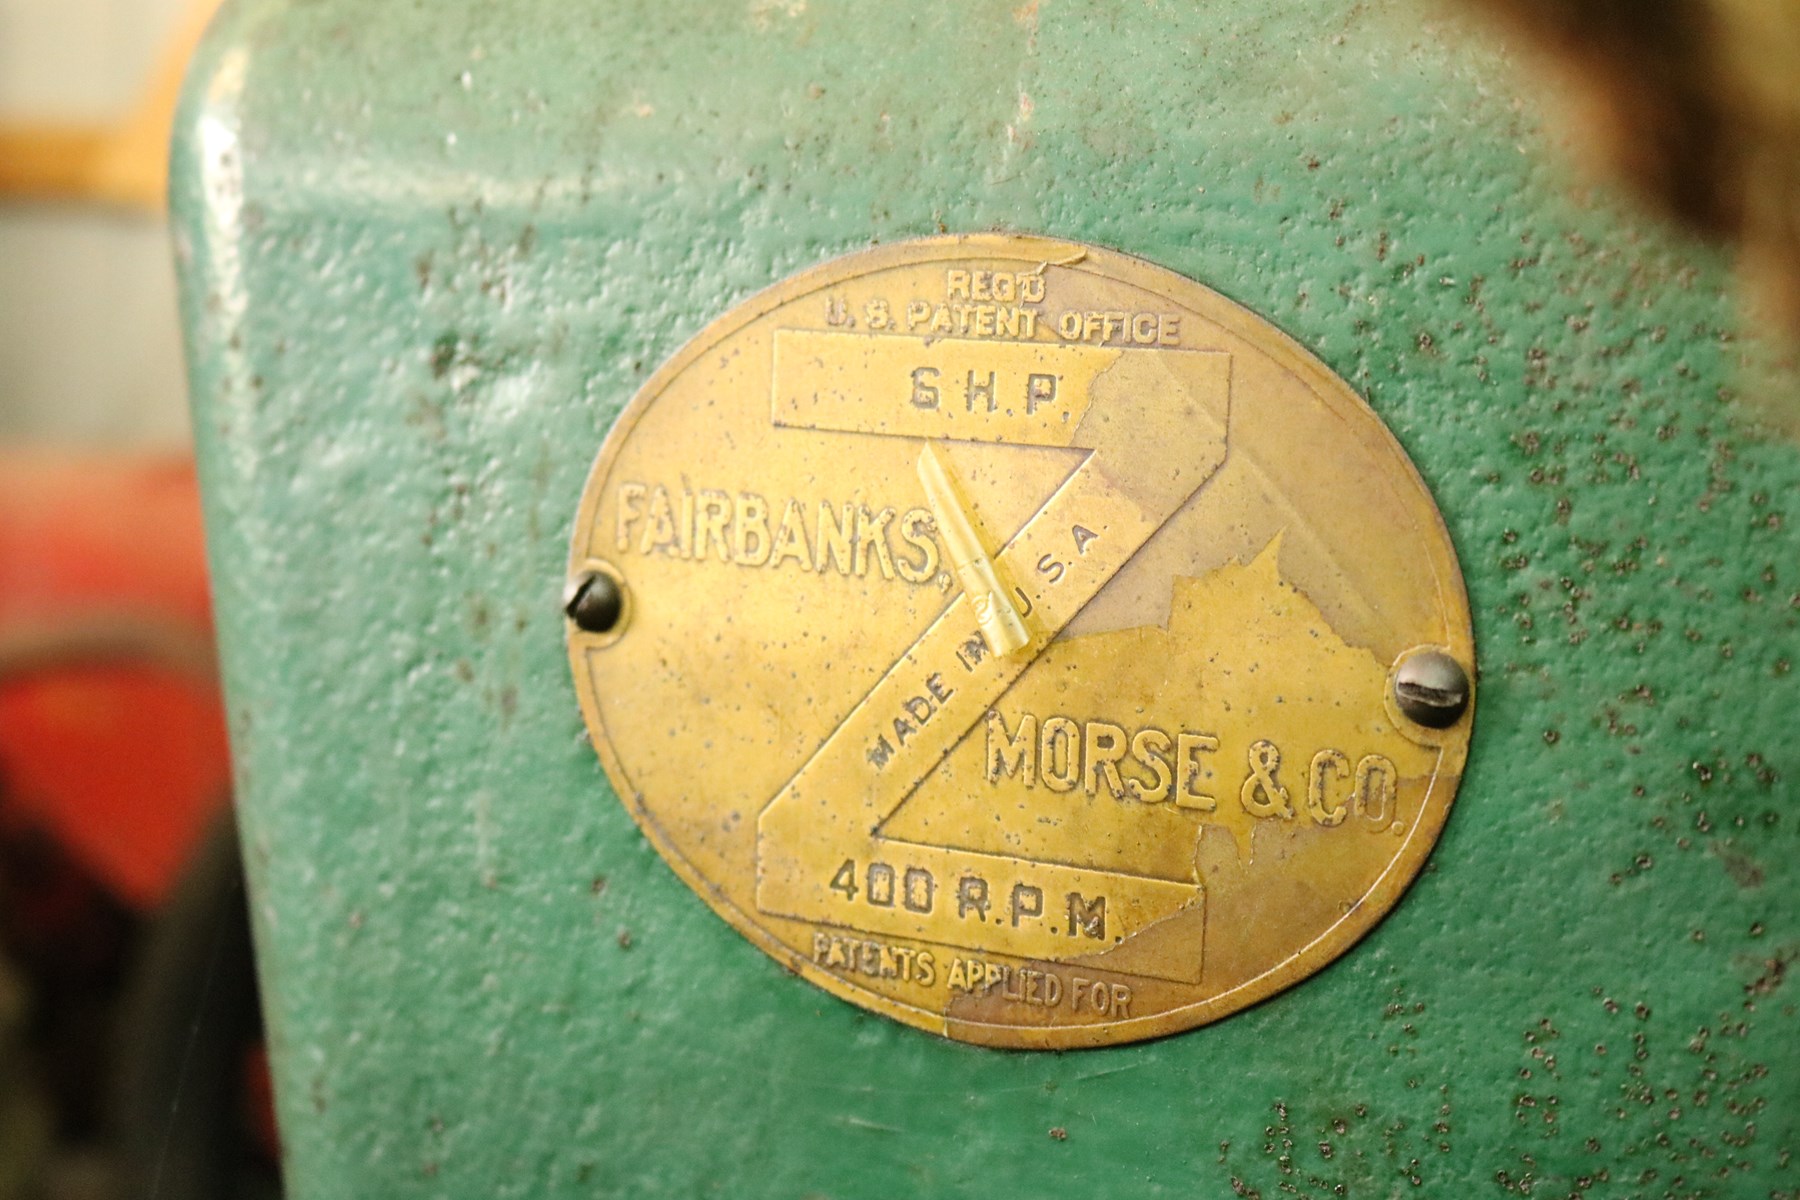 REG'D
U. S. PATENT OFFICE
6 H.P.
FAIRBANKS,
MADE IN U.S.A
MORSE & CO.
400 R.P.M.
PATENTS APPLIED FOR